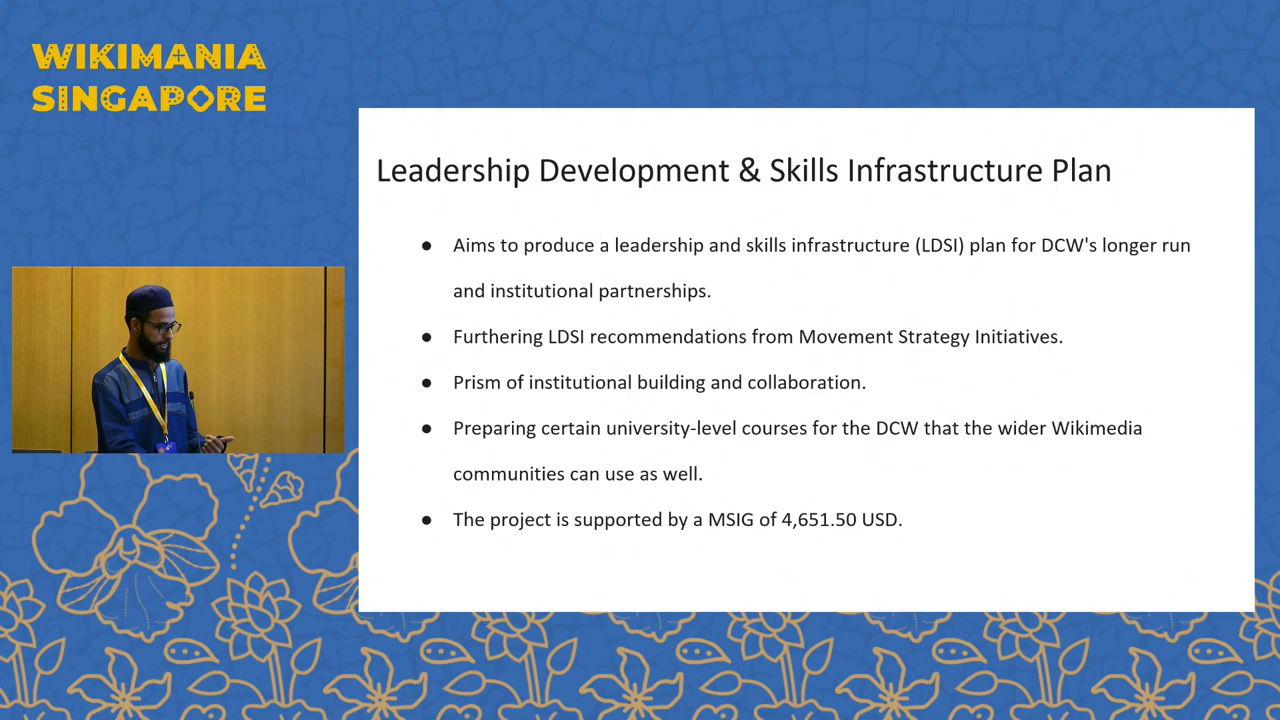 WIKIMANIA
SINGAPORE
Leadership Development & Skills Infrastructure Plan
● Aims to produce a leadership and skills infrastructure (LDSI) plan for DCW's longer run
and institutional partnerships.
● Furthering LDSI recommendations from Movement Strategy Initiatives.
● Prism of institutional building and collaboration.
● Preparing certain university-level courses for the DCW that the wider Wikimedia
communities can use as well.
● The project is supported by a MSIG of 4,651.50 USD.